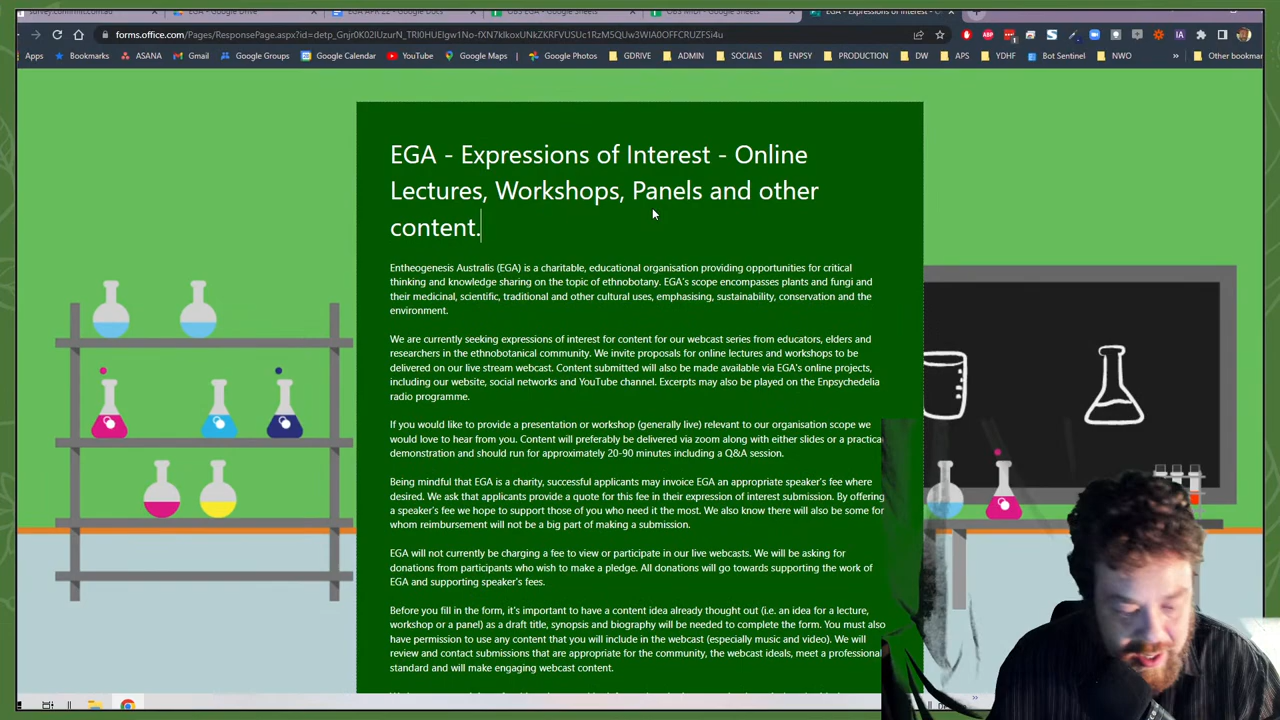 forms.office.com/Pages/ResponsePage.aspx?id=
Apps Bookmarks ASANA Gmail Google Groups Google Calendar YouTube Google Maps Google Photos GDRIVE ADMIN SOCIALS ENPSY PRODUCTION DW APS YDHF Bot Sentinel NWO » Other bookmar
EGA - Expressions of Interest - Online
Lectures, Workshops, Panels and other
content.
Entheogenesis Australis (EGA) is a charitable, educational organisation providing opportunities for critical
thinking and knowledge sharing on the topic of ethnobotany. EGA's scope encompasses plants and fungi and
their medicinal, scientific, traditional and other cultural uses, emphasising, sustainability, conservation and the
environment.
We are currently seeking expressions of interest for content for our webcast series from educators, elders and
researchers in the ethnobotanical community. We invite proposals for online lectures and workshops to be
delivered on our live stream webcast. Content submitted will also be made available via EGA's online projects,
including our website, social networks and YouTube channel. Excerpts may also be played on the Enpsychedelia
radio programme.
If you would like to provide a presentation or workshop (generally live) relevant to our organisation scope we
would love to hear from you. Content will preferably be delivered via zoom along with either slides or a practica
demonstration and should run for approximately 20-90 minutes including a Q&A session.
Being mindful that EGA is a charity, successful applicants may invoice EGA an appropriate speaker's fee where
desired. We ask that applicants provide a quote for this fee in their expression of interest submission. By offering
a speaker's fee we hope to support those of you who need it the most. We also know there will also be some for
whom reimbursement will not be a big part of making a submission.
EGA will not currently be charging a fee to view or participate in our live webcasts. We will be asking for
donations from participants who wish to make a pledge. All donations will go towards supporting the work of
EGA and supporting speaker's fees.
Before you fill in the form, it's important to have a content idea already thought out (i.e. an idea for a lecture,
workshop or a panel) as a draft title, synopsis and biography will be needed to complete the form. You must also
have permission to use any content that you will include in the webcast (especially music and video). We will
review and contact submissions that are appropriate for the community, the webcast ideals, meet a professional
standard and will make engaging webcast content.